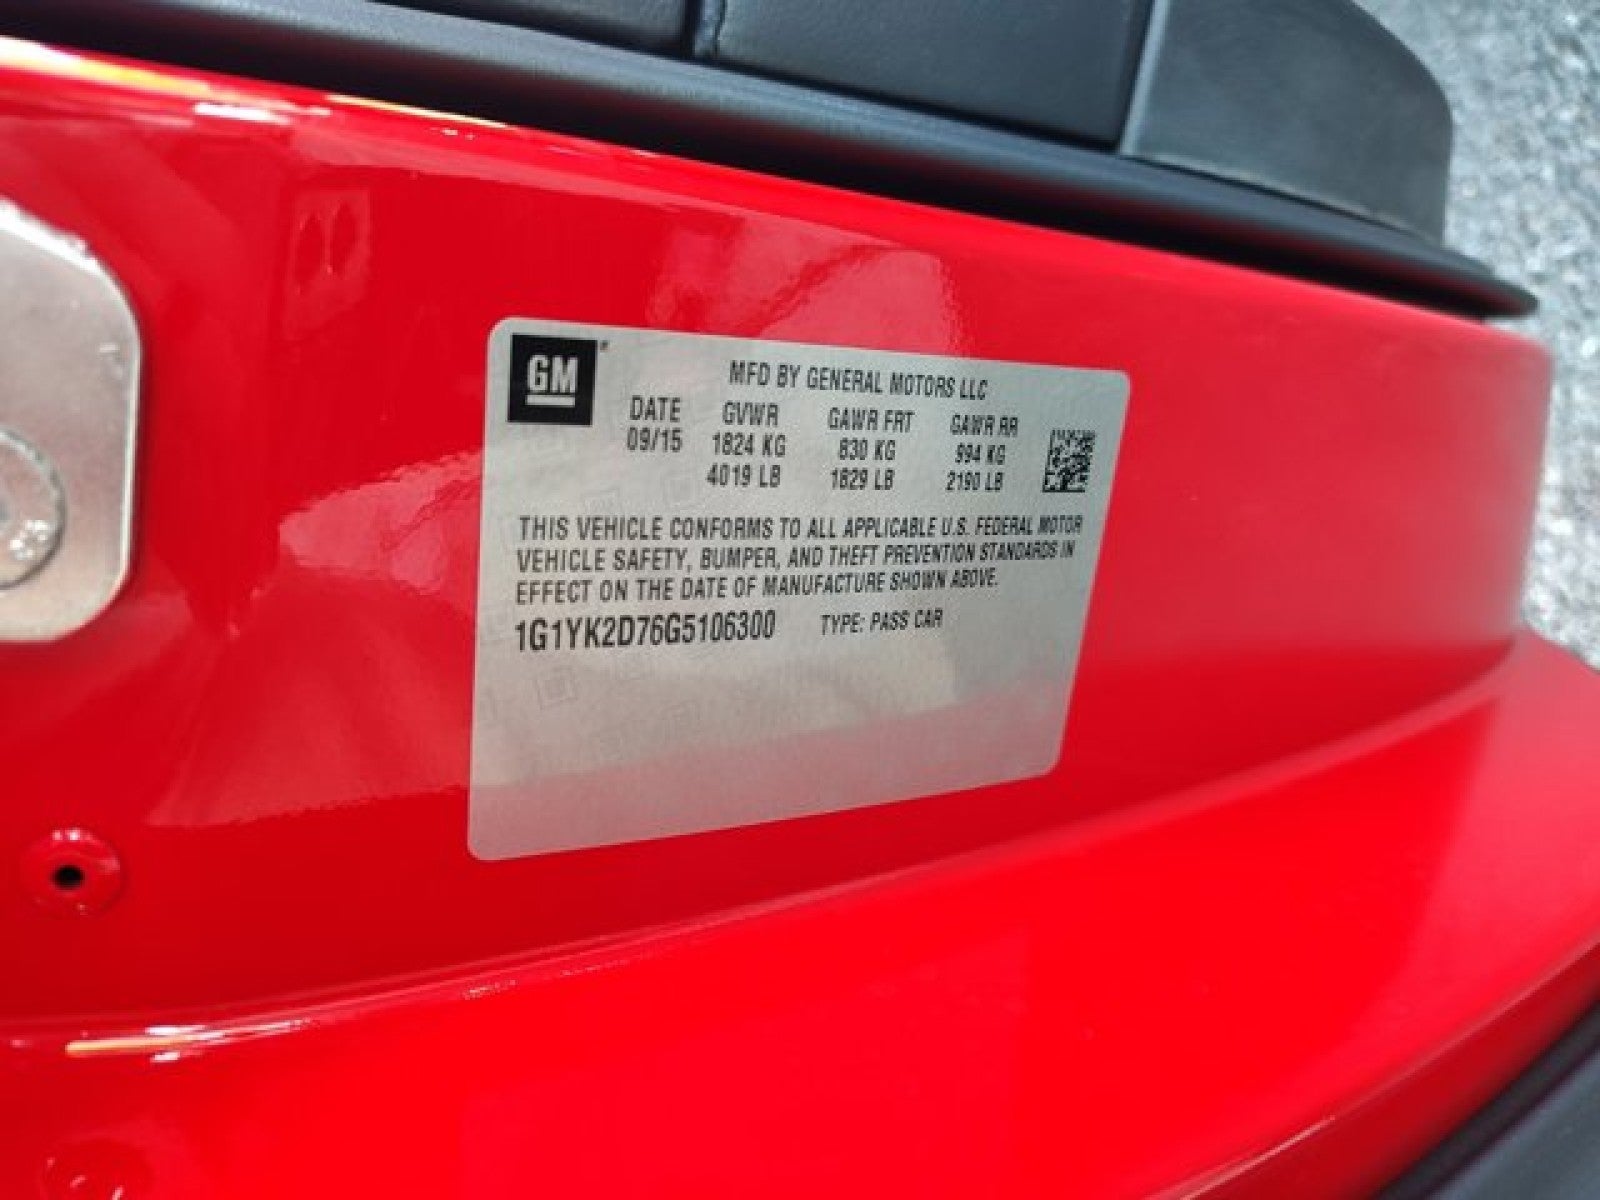 GM
MFD BY GENERAL MOTORS LLC
DATE GVWR GAWR FRT GAWR RR
09/15 1824 KG 830 KG 994 KG
4019 LB 1829 LB 2190 LB
THIS VEHICLE CONFORMS TO ALL APPLICABLE U.S. FEDERAL MOTOR
VEHICLE SAFETY, BUMPER, AND THEFT PREVENTION STANDARDS IN
EFFECT ON THE DATE OF MANUFACTURE SHOWN ABOVE.
1G1YK2D76G5106300 TYPE: PASS CAR